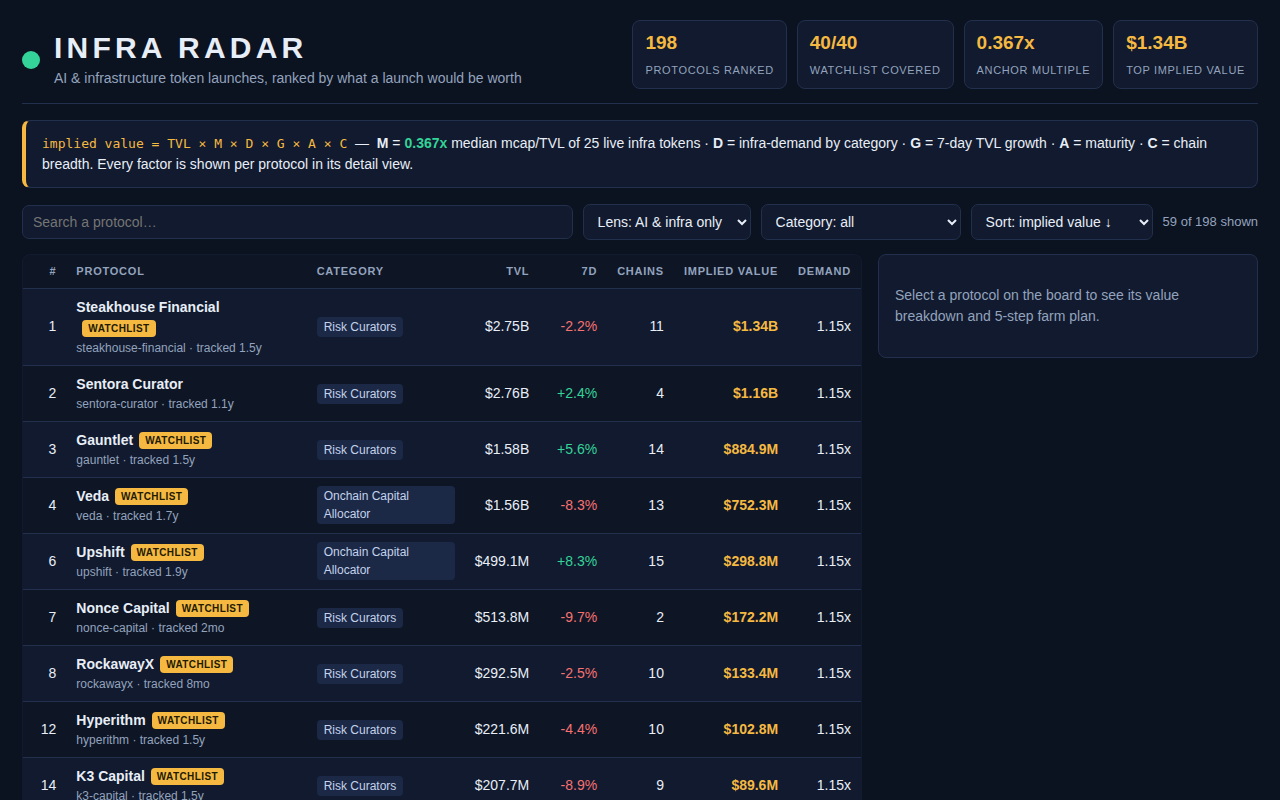 INFRA RADAR
AI & infrastructure token launches, ranked by what a launch would be worth
198
PROTOCOLS RANKED
40/40
WATCHLIST COVERED
0.367x
ANCHOR MULTIPLE
$1.34B
TOP IMPLIED VALUE
implied value = TVL × M × D × G × A × C — M = 0.367x median mcap/TVL of 25 live infra tokens · D = infra-demand by category · G = 7-day TVL growth · A = maturity · C = chain
breadth. Every factor is shown per protocol in its detail view.
Search a protocol…
Lens: AI & infra only
Category: all
Sort: implied value ↓
59 of 198 shown
# PROTOCOL CATEGORY TVL 7D CHAINS IMPLIED VALUE DEMAND
Steakhouse Financial
1 WATCHLIST Risk Curators $2.75B -2.2% 11 $1.34B 1.15x
steakhouse-financial · tracked 1.5y
Sentora Curator
2 Risk Curators $2.76B +2.4% 4 $1.16B 1.15x
sentora-curator · tracked 1.1y
Gauntlet WATCHLIST
3 Risk Curators $1.58B +5.6% 14 $884.9M 1.15x
gauntlet · tracked 1.5y
Veda WATCHLIST
4 Onchain Capital Allocator $1.56B -8.3% 13 $752.3M 1.15x
veda · tracked 1.7y
Upshift WATCHLIST
6 Onchain Capital Allocator $499.1M +8.3% 15 $298.8M 1.15x
upshift · tracked 1.9y
Nonce Capital WATCHLIST
7 Risk Curators $513.8M -9.7% 2 $172.2M 1.15x
nonce-capital · tracked 2mo
RockawayX WATCHLIST
8 Risk Curators $292.5M -2.5% 10 $133.4M 1.15x
rockawayx · tracked 8mo
Hyperithm WATCHLIST
12 Risk Curators $221.6M -4.4% 10 $102.8M 1.15x
hyperithm · tracked 1.5y
K3 Capital WATCHLIST
14 Risk Curators $207.7M -8.9% 9 $89.6M 1.15x
k3-capital · tracked 1.5y
Select a protocol on the board to see its value
breakdown and 5-step farm plan.